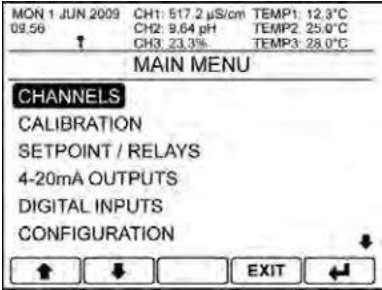 MON 1 JUN 2009 CH1: 517.2 µS/cm TEMP1: 12.3°C
09.56 CH2: 9.64 pH TEMP2: 25.0°C
CH3: 23.3% TEMP3: 28.0°C
MAIN MENU
CHANNELS
CALIBRATION
SETPOINT / RELAYS
4-20mA OUTPUTS
DIGITAL INPUTS
CONFIGURATION
EXIT